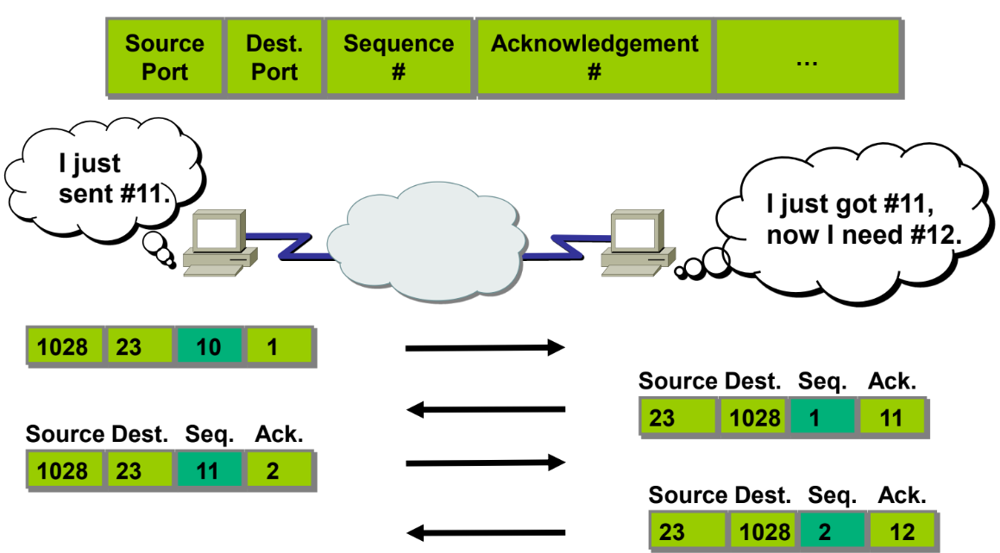 Source Dest. Sequence Acknowledgement …
Port Port # #
I just
sent #11.
I just got #11,
now I need #12.
1028 23 10 1
Source Dest. Seq. Ack.
23 1028 1 11
Source Dest. Seq. Ack.
1028 23 11 2
Source Dest. Seq. Ack.
23 1028 2 12